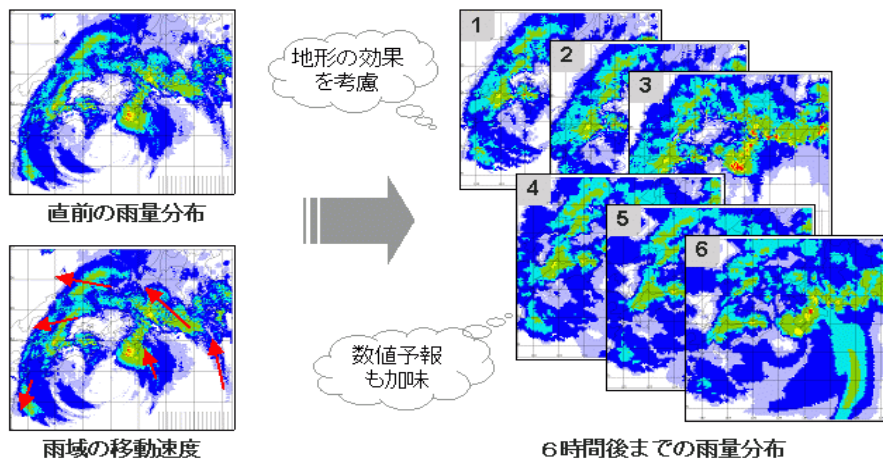 直前の雨量分布
雨域の移動速度
地形の効果
を考慮
数値予報
も加味
1
2
3
4
5
6
6時間後までの雨量分布